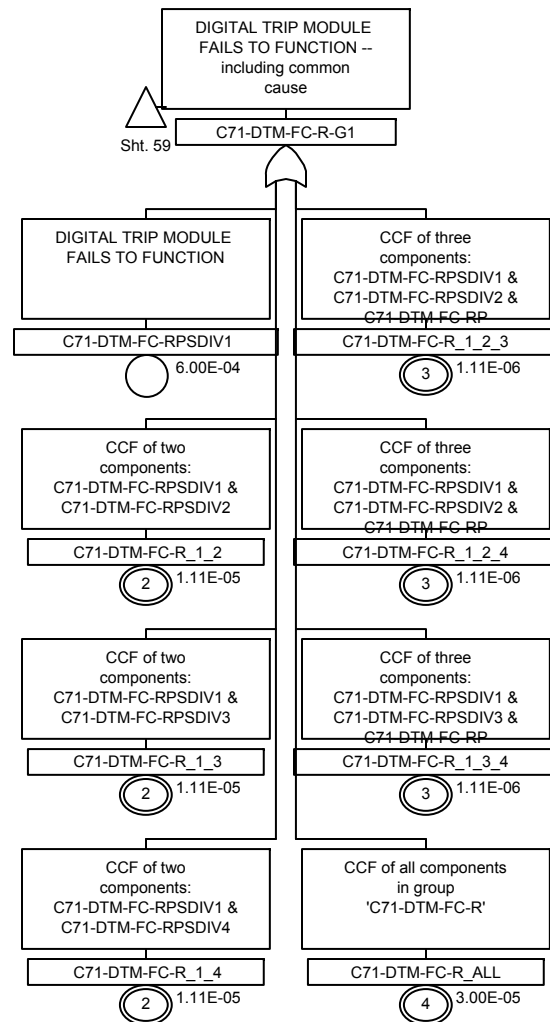 DIGITAL TRIP MODULE
FAILS TO FUNCTION --
including common
cause
Sht. 59
C71-DTM-FC-R-G1
DIGITAL TRIP MODULE
FAILS TO FUNCTION
C71-DTM-FC-RPSDIV1
6.00E-04
CCF of three
components:
C71-DTM-FC-RPSDIV1 &
C71-DTM-FC-RPSDIV2 &
C71-DTM-FC-RP
C71-DTM-FC-R_1_2_3
3
1.11E-06
CCF of two
components:
C71-DTM-FC-RPSDIV1 &
C71-DTM-FC-RPSDIV2
C71-DTM-FC-R_1_2
2
1.11E-05
CCF of three
components:
C71-DTM-FC-RPSDIV1 &
C71-DTM-FC-RPSDIV2 &
C71-DTM-FC-RP
C71-DTM-FC-R_1_2_4
3
1.11E-06
CCF of two
components:
C71-DTM-FC-RPSDIV1 &
C71-DTM-FC-RPSDIV3
C71-DTM-FC-R_1_3
2
1.11E-05
CCF of three
components:
C71-DTM-FC-RPSDIV1 &
C71-DTM-FC-RPSDIV3 &
C71-DTM-FC-RP
C71-DTM-FC-R_1_3_4
3
1.11E-06
CCF of two
components:
C71-DTM-FC-RPSDIV1 &
C71-DTM-FC-RPSDIV4
C71-DTM-FC-R_1_4
2
1.11E-05
CCF of all components
in group
'C71-DTM-FC-R'
C71-DTM-FC-R_ALL
4
3.00E-05